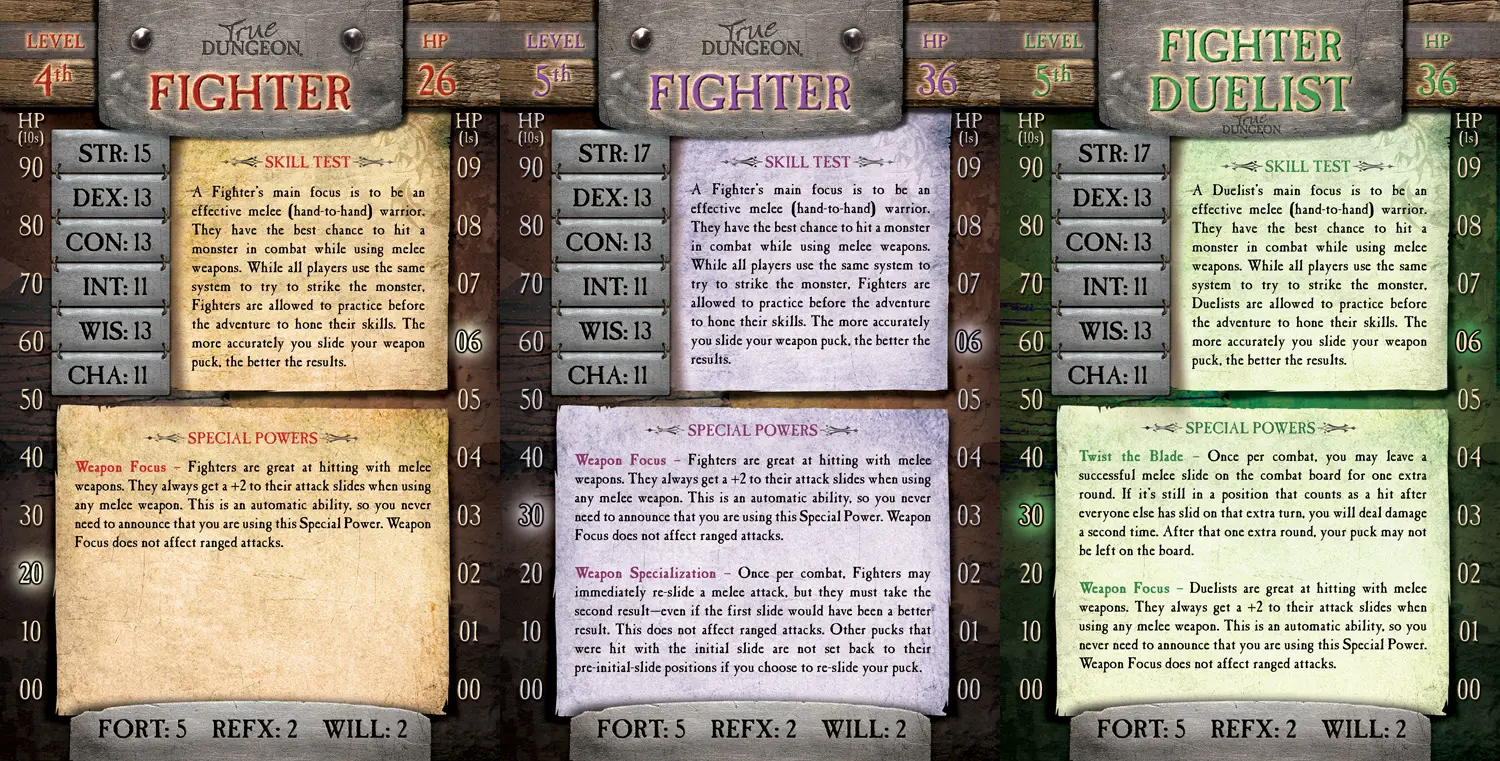 LEVEL
4th
True
DUNGEON
FIGHTER
HP
26
HP
(10s)
90
80
70
60
50
40
30
20
10
00
STR: 15
DEX: 13
CON: 13
INT: 11
WIS: 13
CHA: 11
SKILL TEST
A Fighter's main focus is to be an
effective melee (hand-to-hand) warrior.
They have the best chance to hit a
monster in combat while using melee
weapons. While all players use the same
system to try to strike the monster,
Fighters are allowed to practice before
the adventure to hone their skills. The
more accurately you slide your weapon
puck, the better the results.
HP
(1s)
09
08
07
06
05
04
03
02
01
00
SPECIAL POWERS
Weapon Focus – Fighters are great at hitting with melee
weapons. They always get a +2 to their attack slides when using
any melee weapon. This is an automatic ability, so you never
need to announce that you are using this Special Power. Weapon
Focus does not affect ranged attacks.
FORT: 5 REFX: 2 WILL: 2
LEVEL
5th
True
DUNGEON
FIGHTER
HP
36
HP
(10s)
90
80
70
60
50
40
30
20
10
00
STR: 17
DEX: 13
CON: 13
INT: 11
WIS: 13
CHA: 11
SKILL TEST
A Fighter's main focus is to be an
effective melee (hand-to-hand) warrior.
They have the best chance to hit a monster
in combat while using melee weapons.
While all players use the same system to
try to strike the monster, Fighters are
allowed to practice before the adventure
to hone their skills. The more accurately
you slide your weapon puck, the better the
results.
HP
(1s)
09
08
07
06
05
04
03
02
01
00
SPECIAL POWERS
Weapon Focus – Fighters are great at hitting with melee
weapons. They always get a +2 to their attack slides when using
any melee weapon. This is an automatic ability, so you never
need to announce that you are using this Special Power. Weapon
Focus does not affect ranged attacks.
Weapon Specialization – Once per combat, Fighters may
immediately re-slide a melee attack, but they must take the
second result—even if the first slide would have been a better
result. This does not affect ranged attacks. Other pucks that
were hit with the initial slide are not set back to their
pre-initial-slide positions if you choose to re-slide your puck.
FORT: 5 REFX: 2 WILL: 2
LEVEL
5th
FIGHTER
DUELIST
True
DUNGEON
HP
36
HP
(10s)
90
80
70
60
50
40
30
20
10
00
STR: 17
DEX: 13
CON: 13
INT: 11
WIS: 13
CHA: 11
SKILL TEST
A Duelist's main focus is to be an
effective melee (hand-to-hand) warrior.
They have the best chance to hit a
monster in combat while using melee
weapons. While all players use the same
system to try to strike the monster,
Duelists are allowed to practice before
the adventure to hone their skills. The
more accurately you slide your weapon
puck, the better the results.
HP
(1s)
09
08
07
06
05
04
03
02
01
00
SPECIAL POWERS
Twist the Blade – Once per combat, you may leave a
successful melee slide on the combat board for one extra
round. If it's still in a position that counts as a hit after
everyone else has slid on that extra turn, you will deal damage
a second time. After that one extra round, your puck may not
be left on the board.
Weapon Focus – Duelists are great at hitting with melee
weapons. They always get a +2 to their attack slides when
using any melee weapon. This is an automatic ability, so you
never need to announce that you are using this Special Power.
Weapon Focus does not affect ranged attacks.
FORT: 5 REFX: 2 WILL: 2